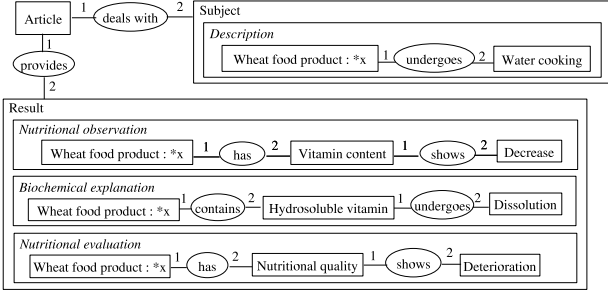 Article 1 deals with 2 Subject
Description
Wheat food product : *x 1 undergoes 2 Water cooking
1
provides
2
Result
Nutritional observation
Wheat food product : *x 1 has 2 Vitamin content 1 shows 2 Decrease
Biochemical explanation
Wheat food product : *x 1 contains 2 Hydrosoluble vitamin 1 undergoes 2 Dissolution
Nutritional evaluation
Wheat food product : *x 1 has 2 Nutritional quality 1 shows 2 Deterioration